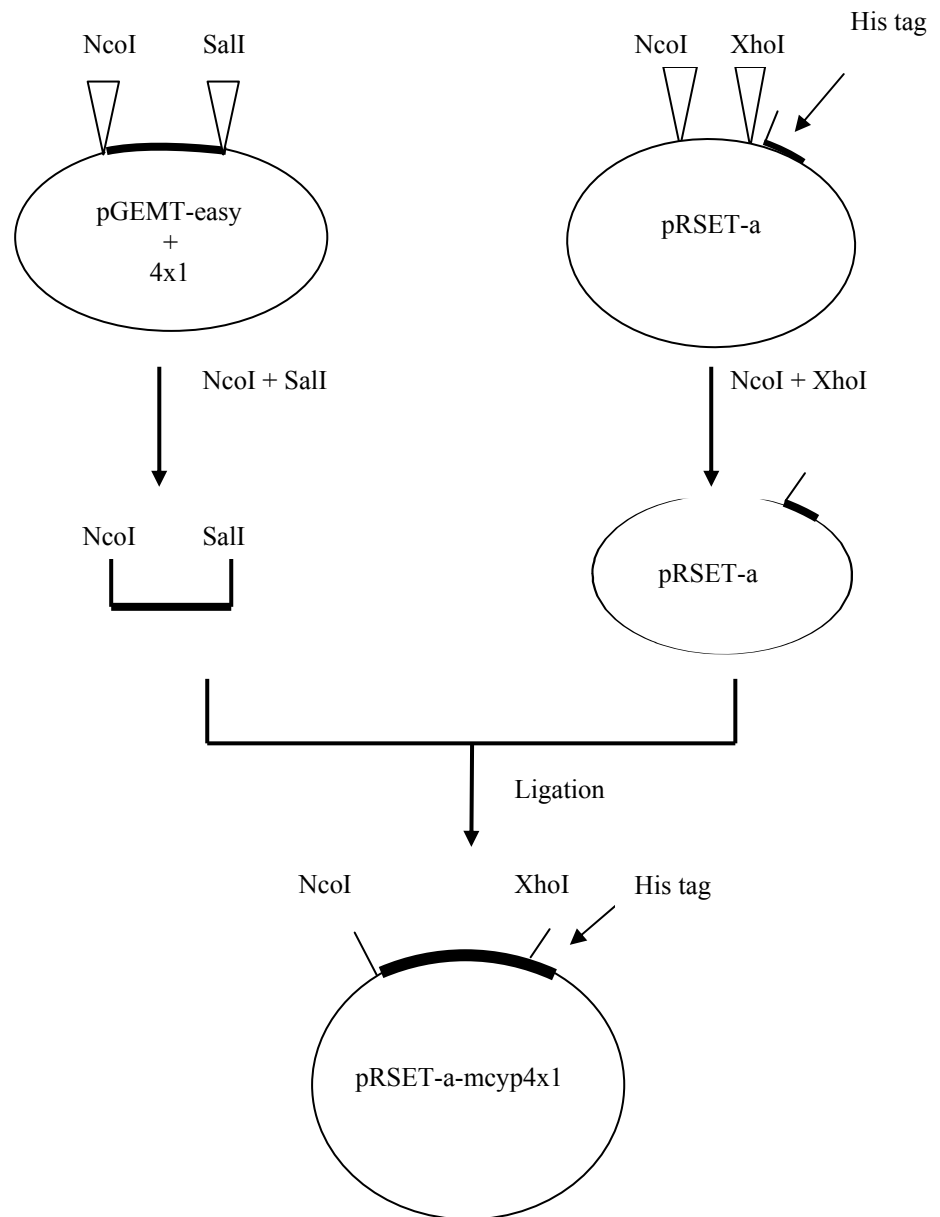 His tag
NcoI SalI
NcoI XhoI
pGEMT-easy
+
4x1
pRSET-a
NcoI + SalI
NcoI + XhoI
NcoI SalI
pRSET-a
Ligation
NcoI
XhoI
His tag
pRSET-a-mcyp4x1